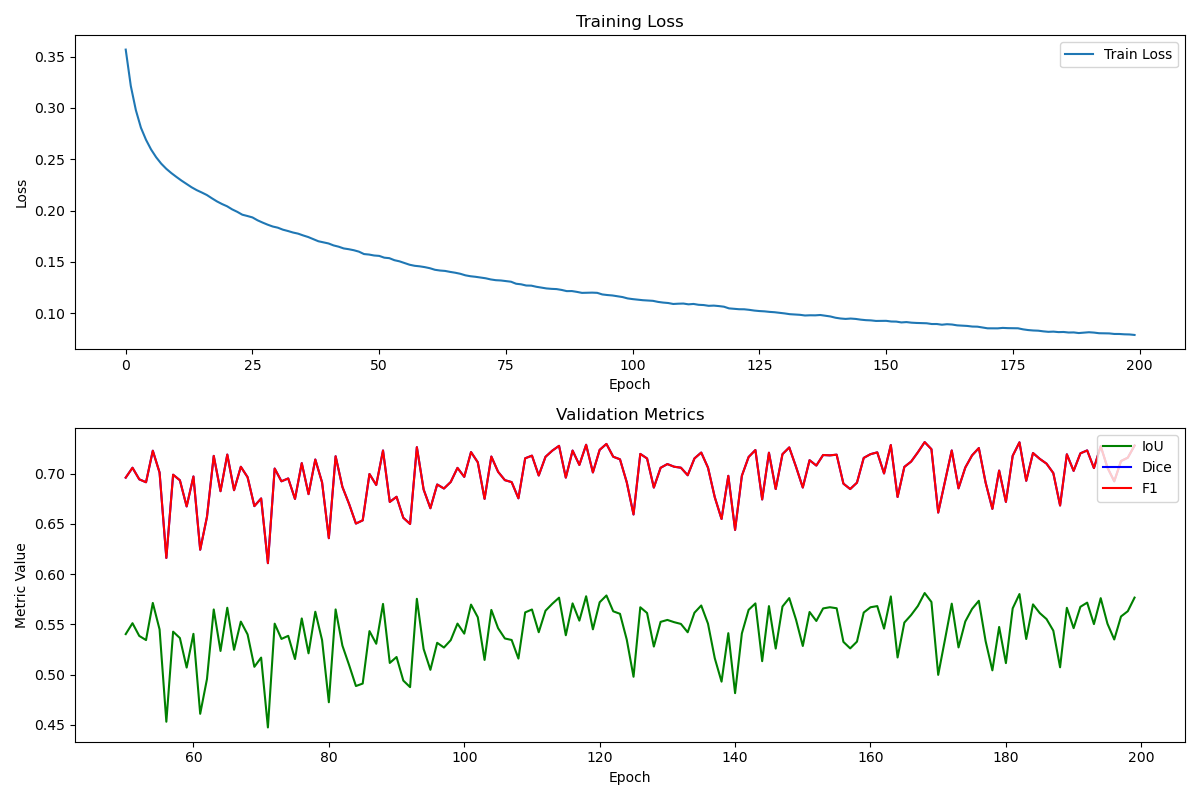 Training Loss
Train Loss
0.35
0.30
0.25
0.20
0.15
0.10
Loss
0 25 50 75 100 125 150 175 200
Epoch
Validation Metrics
IoU
Dice
F1
0.70
0.65
0.60
0.55
0.50
0.45
Metric Value
60 80 100 120 140 160 180 200
Epoch